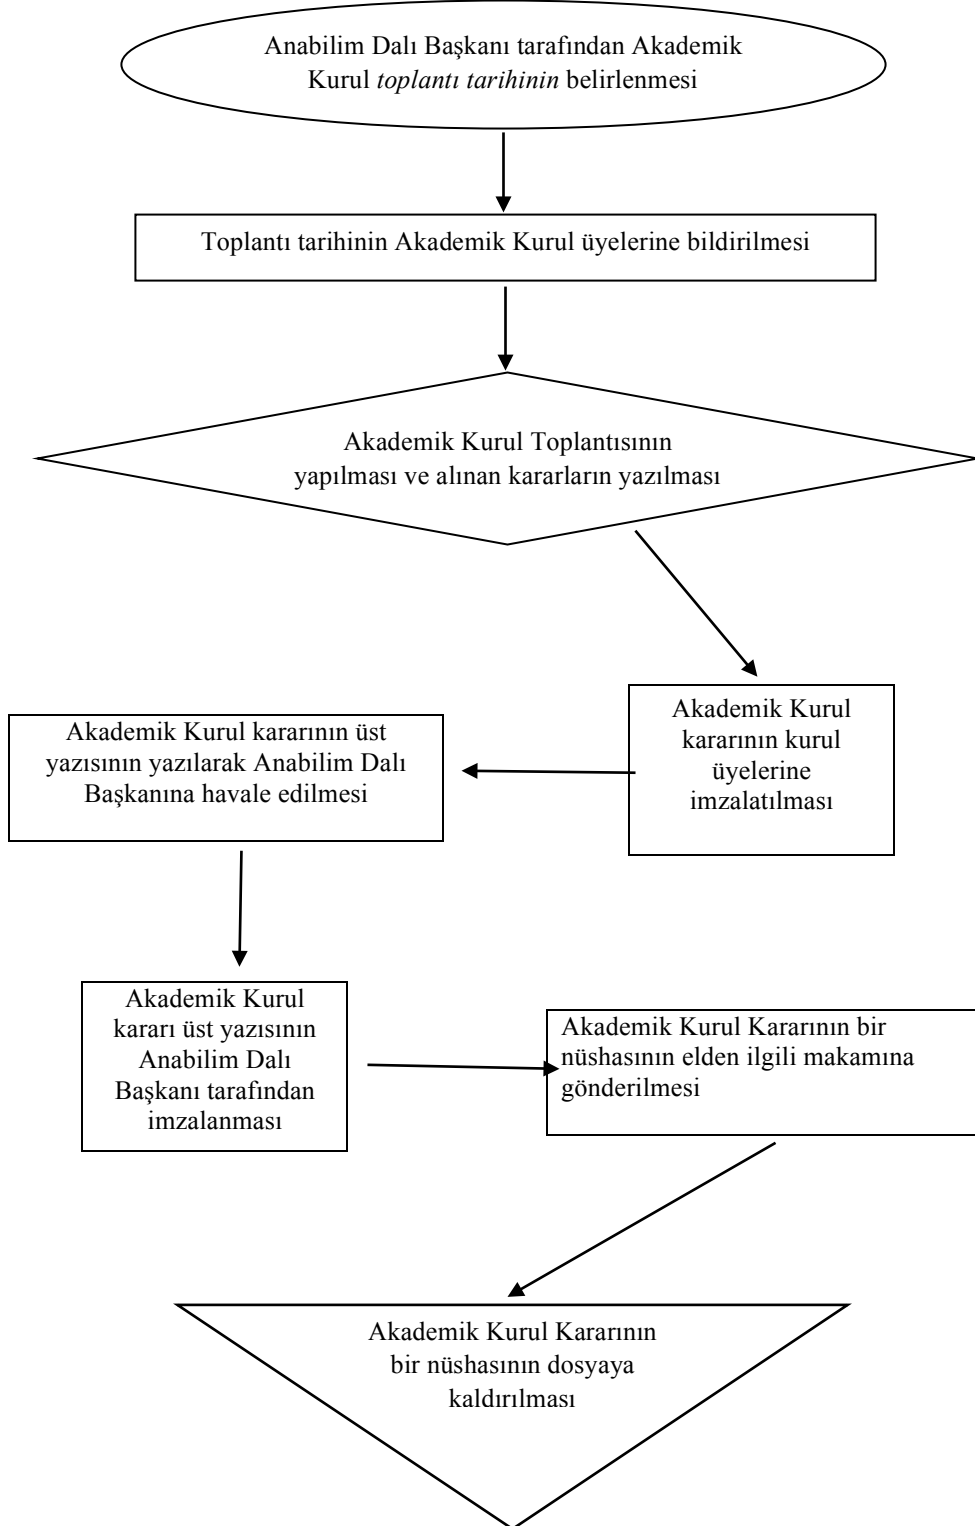 Anabilim Dalı Başkanı tarafından Akademik
Kurul toplantı tarihinin belirlenmesi
Toplantı tarihinin Akademik Kurul üyelerine bildirilmesi
Akademik Kurul Toplantısının
yapılması ve alınan kararların yazılması
Akademik Kurul
kararının kurul
üyelerine
imzalatılması
Akademik Kurul kararının üst
yazısının yazılarak Anabilim Dalı
Başkanına havale edilmesi
Akademik Kurul
kararı üst yazısının
Anabilim Dalı
Başkanı tarafından
imzalanması
Akademik Kurul Kararının bir
nüshasının elden ilgili makamına
gönderilmesi
Akademik Kurul Kararının
bir nüshasının dosyaya
kaldırılması